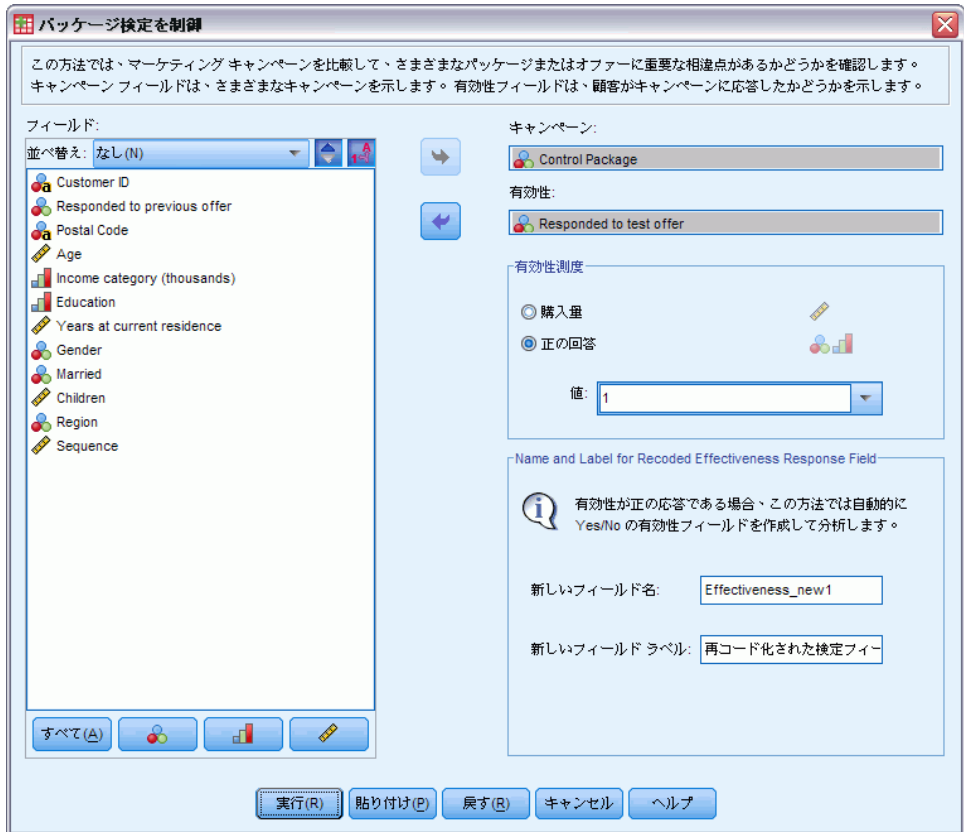 パッケージ検定を制御
この方法では、マーケティング キャンペーンを比較して、さまざまなパッケージまたはオファーに重要な相違点があるかどうかを確認します。
キャンペーン フィールドは、さまざまなキャンペーンを示します。有効性フィールドは、顧客がキャンペーンに応答したかどうかを示します。
フィールド:
並べ替え: なし(N)
Customer ID
Responded to previous offer
Postal Code
Age
Income category (thousands)
Education
Years at current residence
Gender
Married
Children
Region
Sequence
すべて(A)
キャンペーン:
Control Package
有効性:
Responded to test offer
有効性測度
購入量
正の回答
値: 1
Name and Label for Recoded Effectiveness Response Field
有効性が正の応答である場合、この方法では自動的に
Yes/No の有効性フィールドを作成して分析します。
新しいフィールド名: Effectiveness_new1
新しいフィールド ラベル: 再コード化された検定フィー
実行(R) 貼り付け(P) 戻す(R) キャンセル ヘルプ